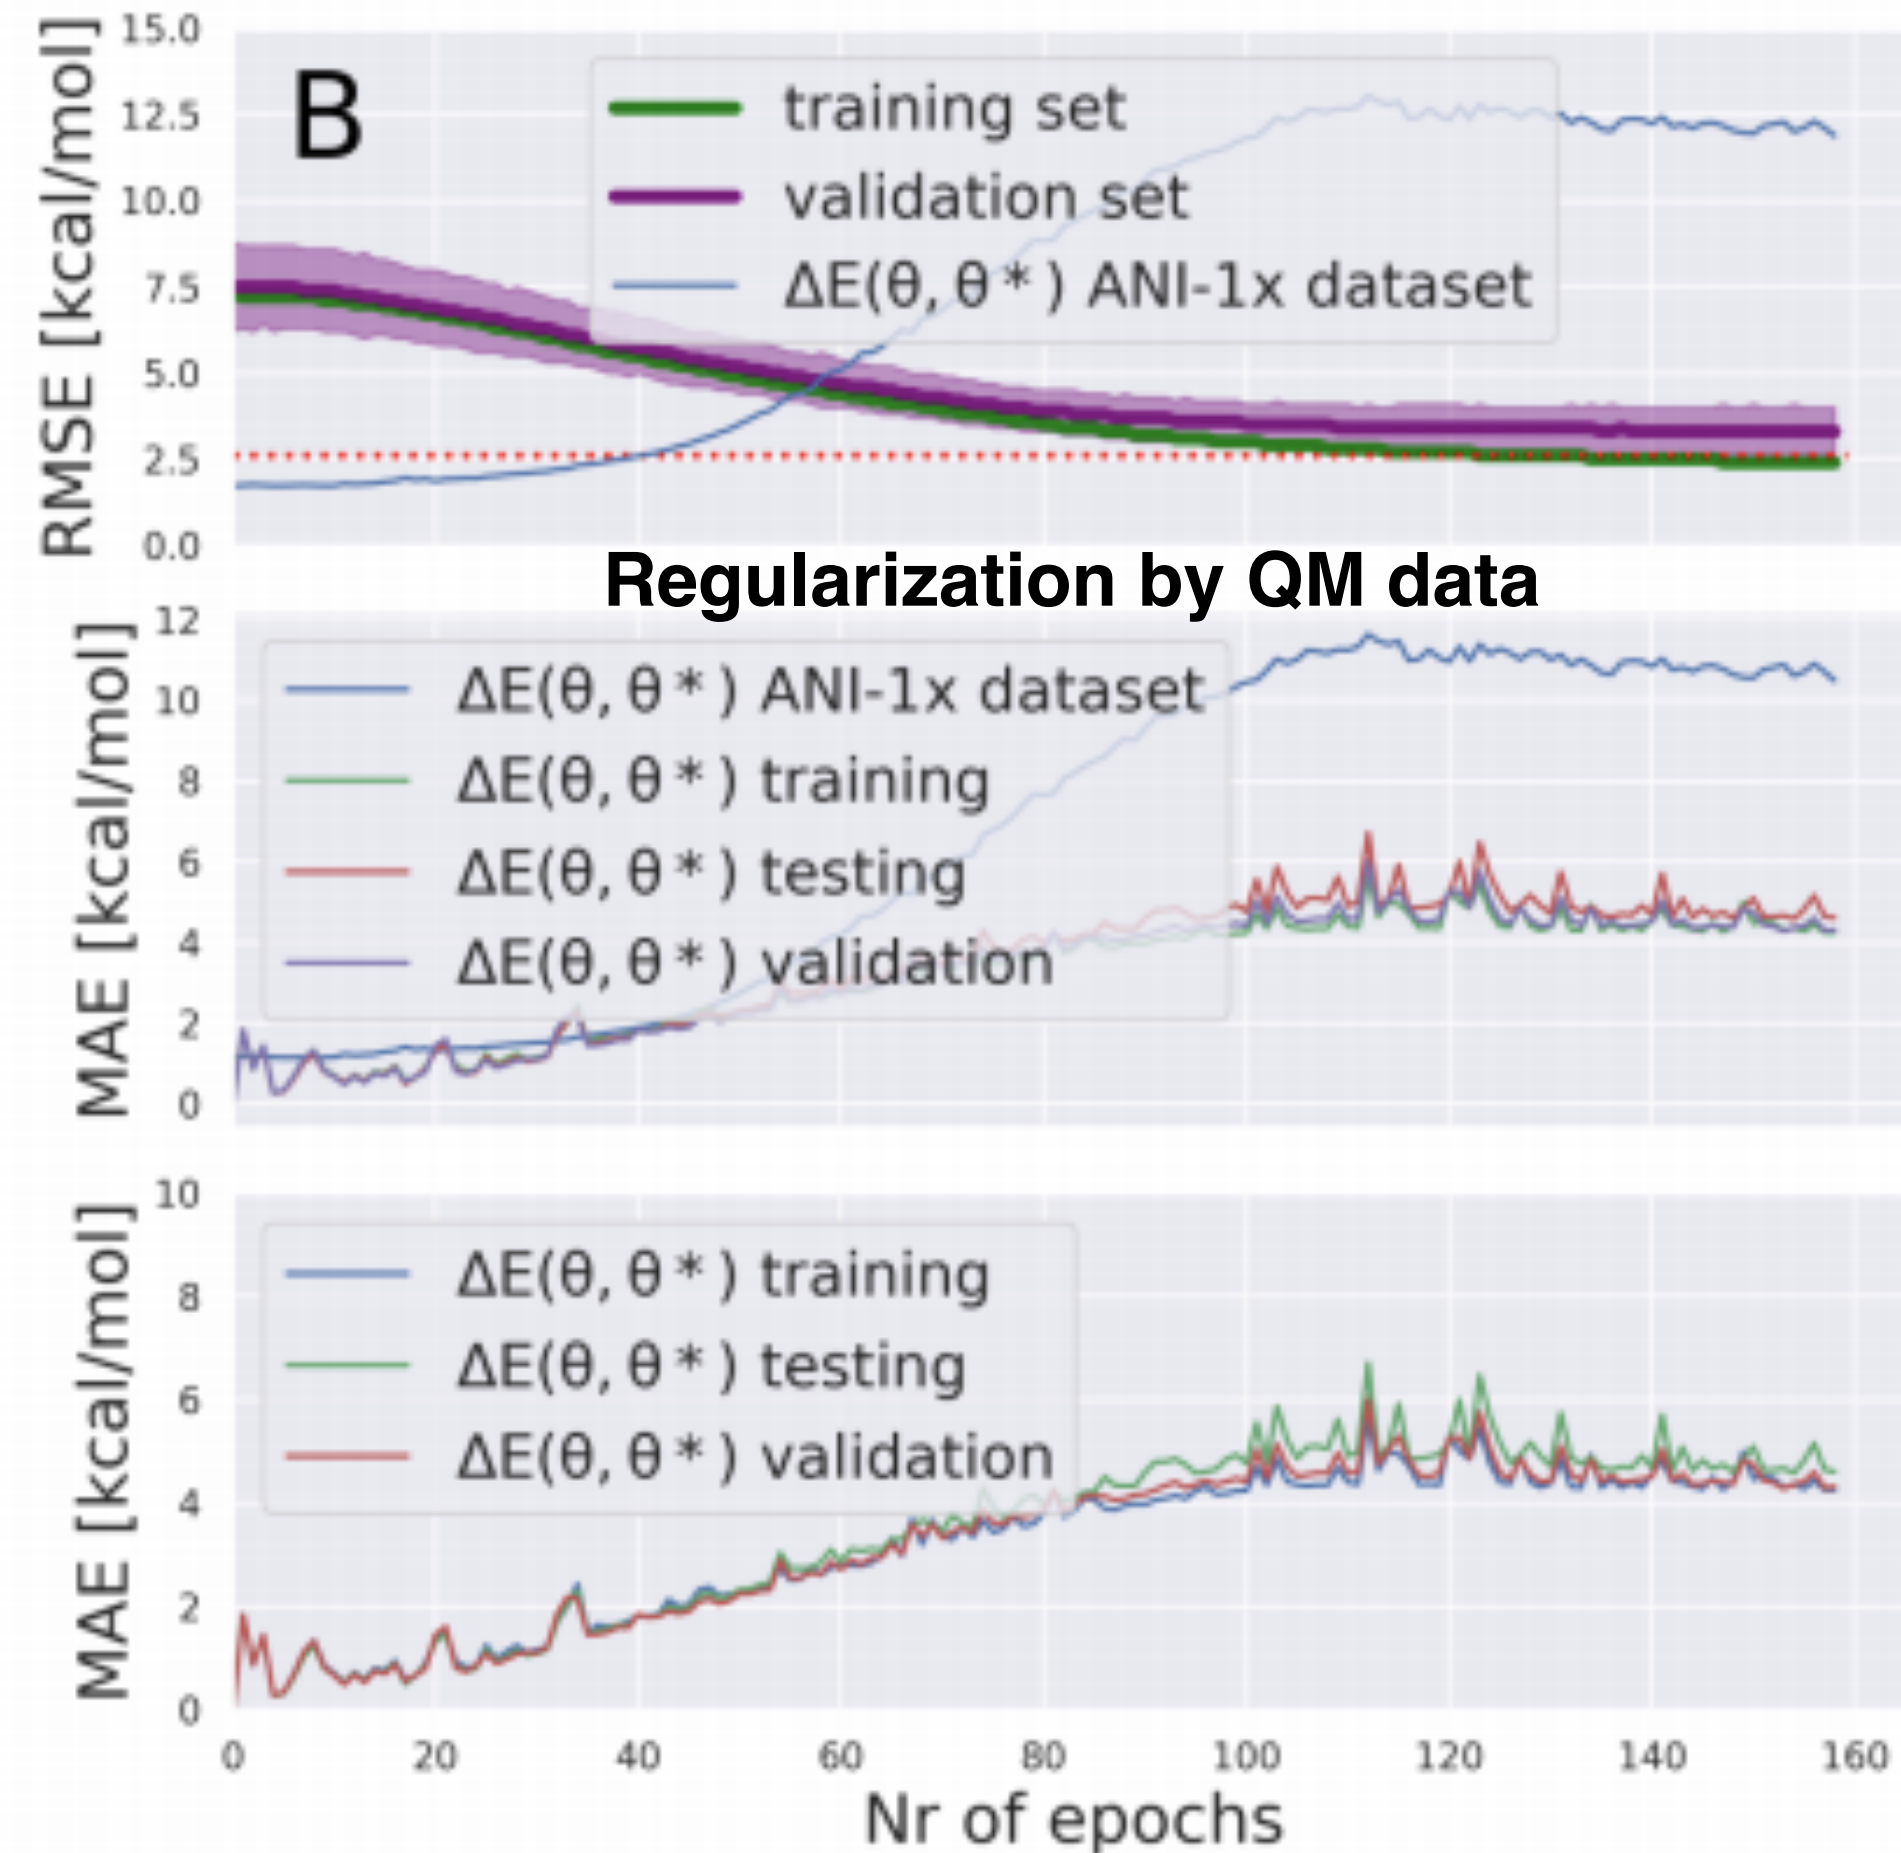 B
RMSE [kcal/mol]
15.0
12.5
10.0
7.5
5.0
2.5
0.0
training set
validation set
ΔE(θ, θ*) ANI-1x dataset
Regularization by QM data
MAE [kcal/mol]
12
10
8
6
4
2
0
ΔE(θ, θ*) ANI-1x dataset
ΔE(θ, θ*) training
ΔE(θ, θ*) testing
ΔE(θ, θ*) validation
MAE [kcal/mol]
10
8
6
4
2
0
ΔE(θ, θ*) training
ΔE(θ, θ*) testing
ΔE(θ, θ*) validation
0 20 40 60 80 100 120 140 160
Nr of epochs